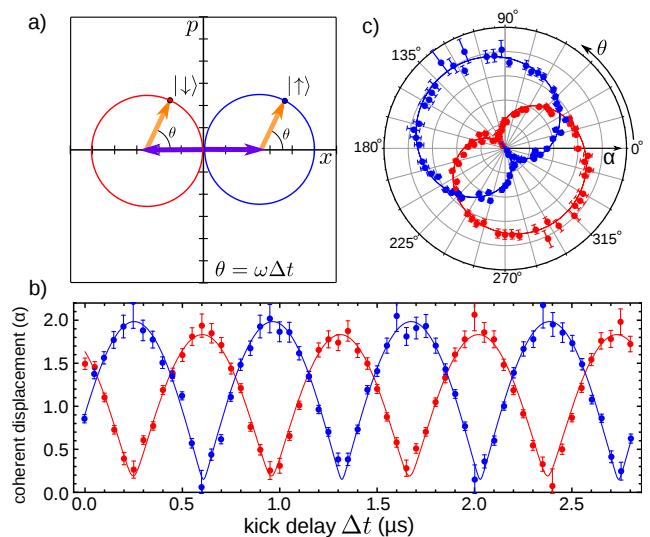 a)
p
|↓⟩
|↑⟩
θ
θ
x
θ = ωΔt
c)
90°
135°
θ
180°
α
0°
225°
315°
270°
b)
coherent displacement (α)
2.0
1.5
1.0
0.5
0.0
0.0
0.5
1.0
1.5
2.0
2.5
kick delay Δt (μs)